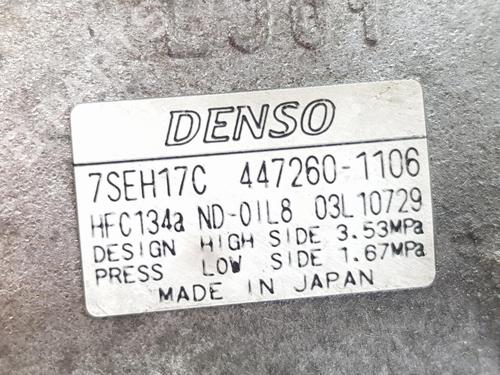 DENSO
7SEH17C 447260-1106
HFC134a ND-OIL8 03L10729
DESIGN HIGH SIDE 3.53MPa
PRESS LOW SIDE 1.67MPa
MADE IN JAPAN